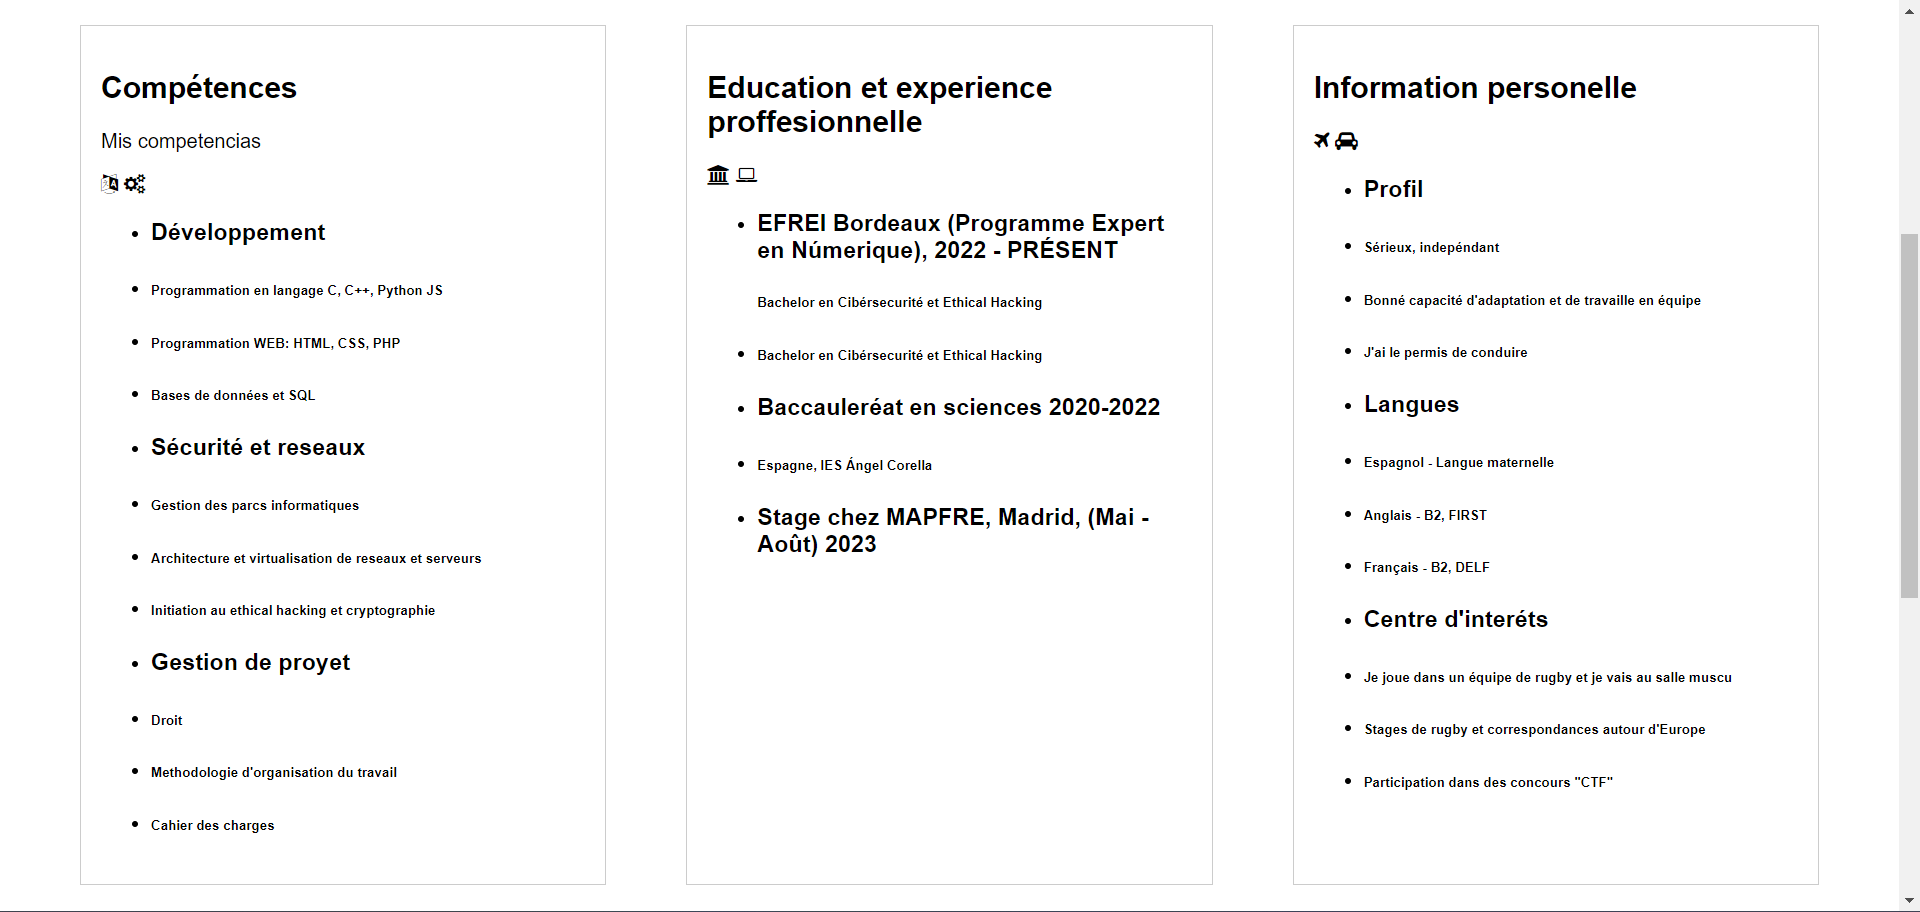 Compétences
Mis competencias
Développement
Programmation en langage C, C++, Python JS
Programmation WEB: HTML, CSS, PHP
Bases de données et SQL
Sécurité et reseaux
Gestion des parcs informatiques
Architecture et virtualisation de reseaux et serveurs
Initiation au ethical hacking et cryptographie
Gestion de proyet
Droit
Methodologie d'organisation du travail
Cahier des charges
Education et experience
proffesionnelle
EFREI Bordeaux (Programme Expert
en Númerique), 2022 - PRÉSENT
Bachelor en Cibérsecurité et Ethical Hacking
Bachelor en Cibérsecurité et Ethical Hacking
Baccauleréat en sciences 2020-2022
Espagne, IES Ángel Corella
Stage chez MAPFRE, Madrid, (Mai -
Août) 2023
Information personelle
Profil
Sérieux, indepéndant
Bonné capacité d'adaptation et de travaille en équipe
J'ai le permis de conduire
Langues
Espagnol - Langue maternelle
Anglais - B2, FIRST
Français - B2, DELF
Centre d'interéts
Je joue dans un équipe de rugby et je vais au salle muscu
Stages de rugby et correspondances autour d'Europe
Participation dans des concours "CTF"